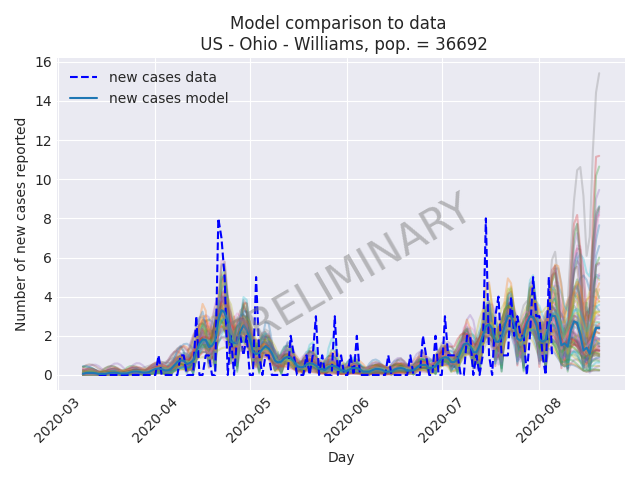 Model comparison to data
US - Ohio - Williams, pop. = 36692
16
14
12
10
8
6
4
2
0
Number of new cases reported
new cases data
new cases model
PRELIMINARY
2020-03
2020-04
2020-05
2020-06
2020-07
2020-08
Day